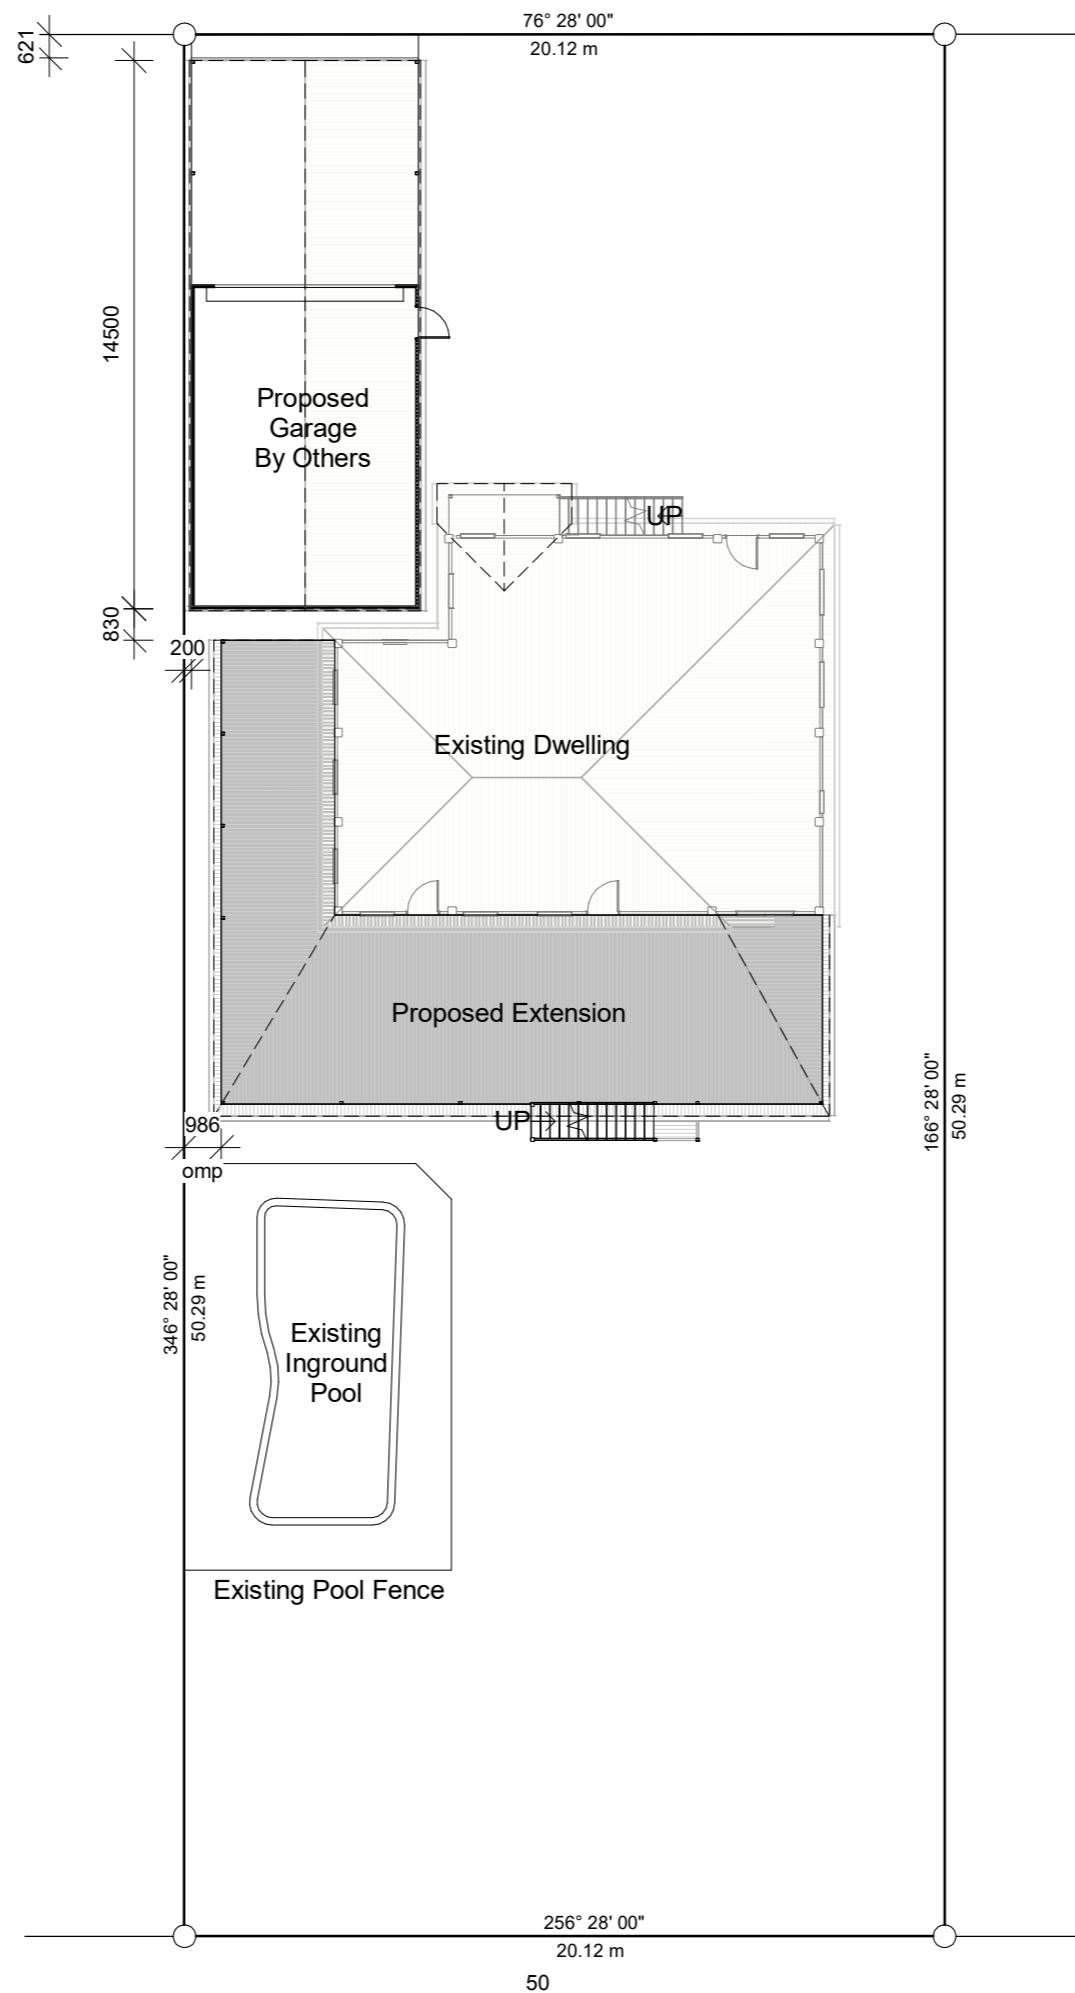 76° 28' 00"
20.12 m
621
14500
Proposed
Garage
By Others
UP
830
200
Existing Dwelling
Proposed Extension
166° 28' 00"
50.29 m
UP
986
omp
346° 28' 00"
50.29 m
Existing
Inground
Pool
Existing Pool Fence
256° 28' 00"
20.12 m
50